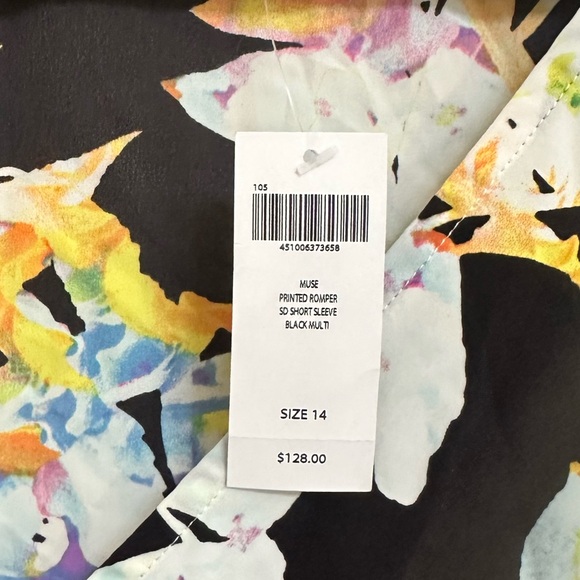 105
451006373658
MUSE
PRINTED ROMPER
SD SHORT SLEEVE
BLACK MULTI
SIZE 14
$128.00